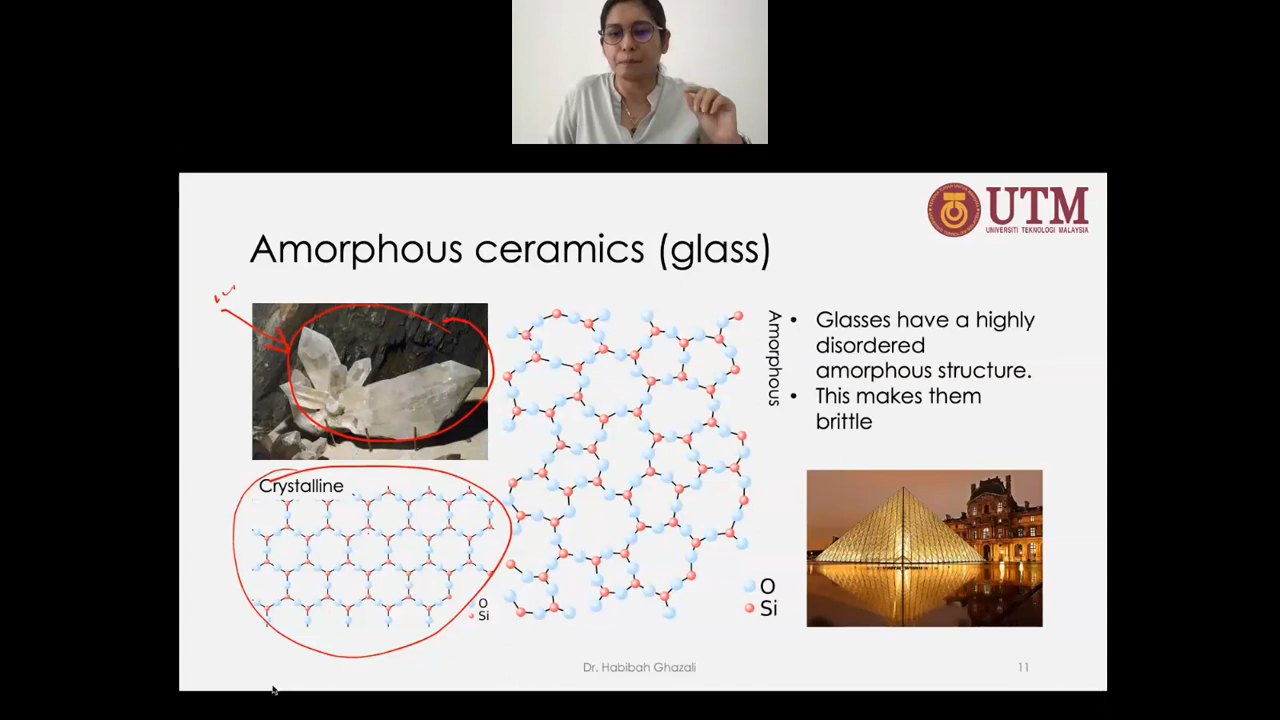 UTM
UNIVERSITI TEKNOLOGI MALAYSIA
Amorphous ceramics (glass)
Crystalline
O
Si
Amorphous
O
Si
• Glasses have a highly
disordered
amorphous structure.
• This makes them
brittle
Dr. Habibah Ghazali
11